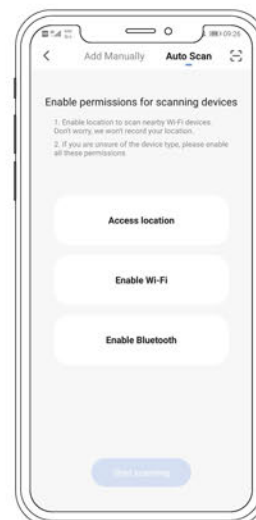 09:26
Add Manually Auto Scan
Enable permissions for scanning devices
1. Enable location to scan nearby Wi-Fi devices.
Don't worry, we won't record your location.
2. If you are unsure of the device type, please enable
all these permissions
Access location
Enable Wi-Fi
Enable Bluetooth
Start scanning